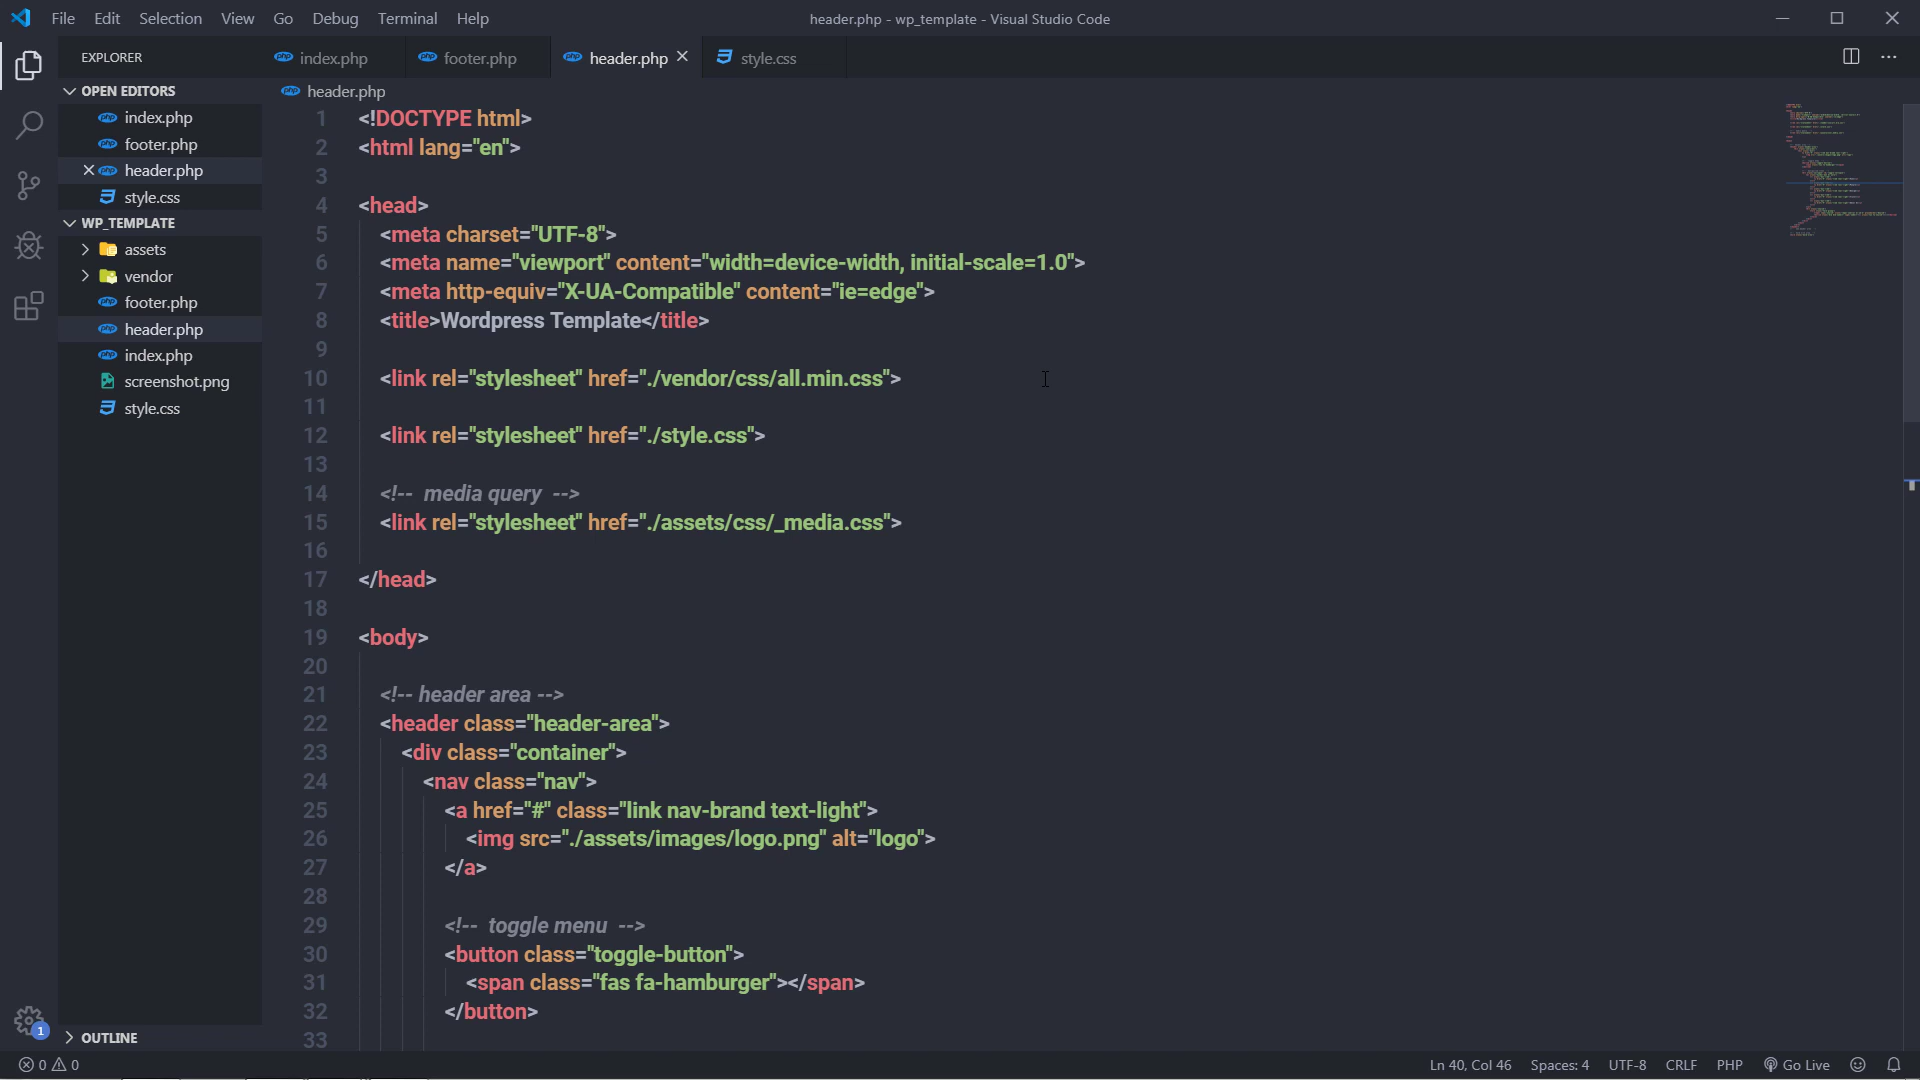 File Edit Selection View Go Debug Terminal Help
header.php - wp_template - Visual Studio Code
EXPLORER
index.php
footer.php
header.php
style.css
OPEN EDITORS
index.php
footer.php
header.php
style.css
WP_TEMPLATE
assets
vendor
footer.php
header.php
index.php
screenshot.png
style.css
OUTLINE
header.php
1 <!DOCTYPE html>
2 <html lang="en">
3
4 <head>
5 <meta charset="UTF-8">
6 <meta name="viewport" content="width=device-width, initial-scale=1.0">
7 <meta http-equiv="X-UA-Compatible" content="ie=edge">
8 <title>Wordpress Template</title>
9
10 <link rel="stylesheet" href="./vendor/css/all.min.css">
11
12 <link rel="stylesheet" href="./style.css">
13
14 <!-- media query -->
15 <link rel="stylesheet" href="./assets/css/_media.css">
16
17 </head>
18
19 <body>
20
21 <!-- header area -->
22 <header class="header-area">
23 <div class="container">
24 <nav class="nav">
25 <a href="#" class="link nav-brand text-light">
26 <img src="./assets/images/logo.png" alt="logo">
27 </a>
28
29 <!-- toggle menu -->
30 <button class="toggle-button">
31 <span class="fas fa-hamburger"></span>
32 </button>
33
1
0 0 Ln 40, Col 46 Spaces: 4 UTF-8 CRLF PHP Go Live